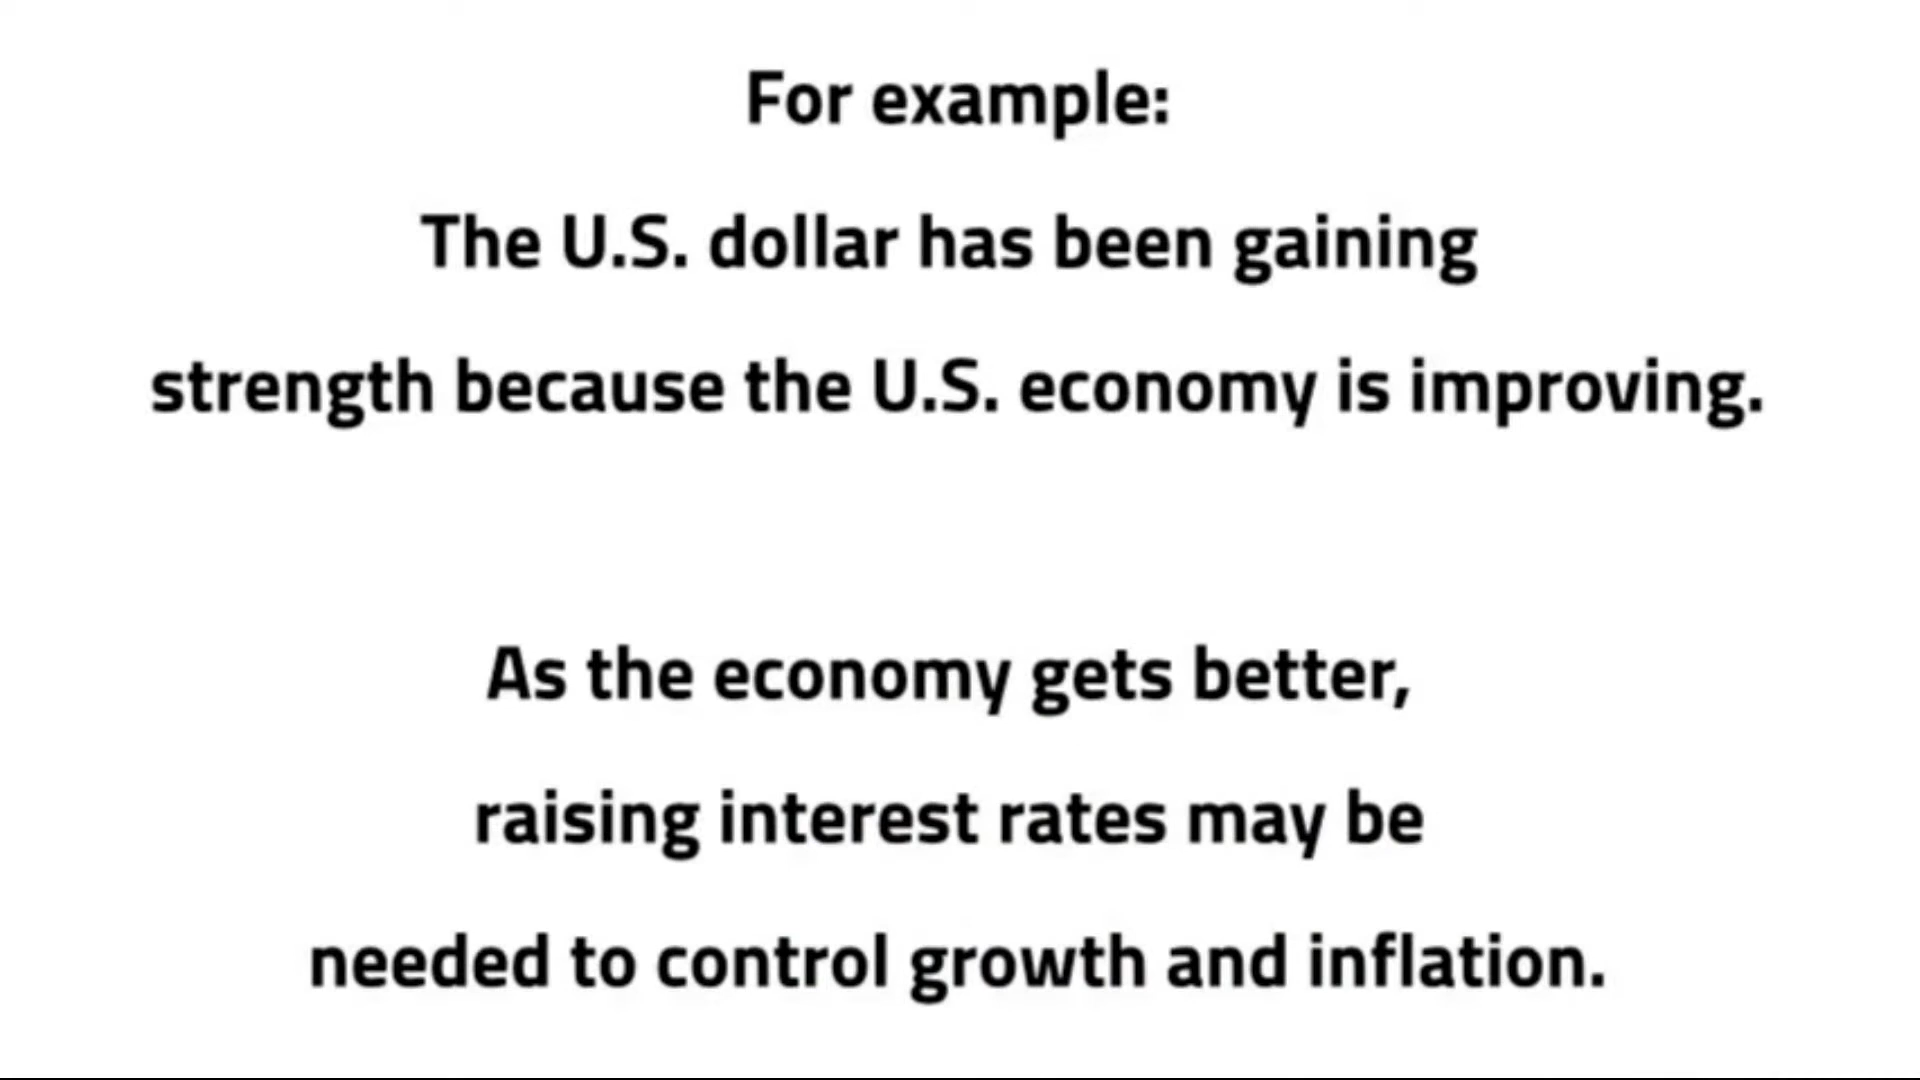 For example:
The U.S. dollar has been gaining
strength because the U.S. economy is improving.
As the economy gets better,
raising interest rates may be
needed to control growth and inflation.